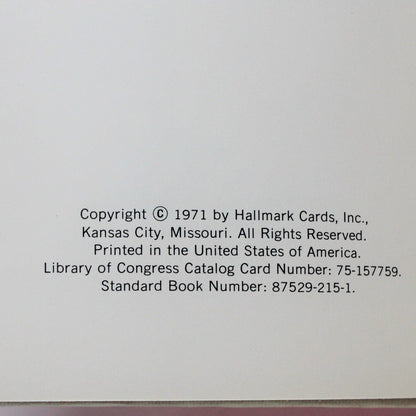 Copyright © 1971 by Hallmark Cards, Inc.,
Kansas City, Missouri. All Rights Reserved.
Printed in the United States of America.
Library of Congress Catalog Card Number: 75-157759.
Standard Book Number: 87529-215-1.